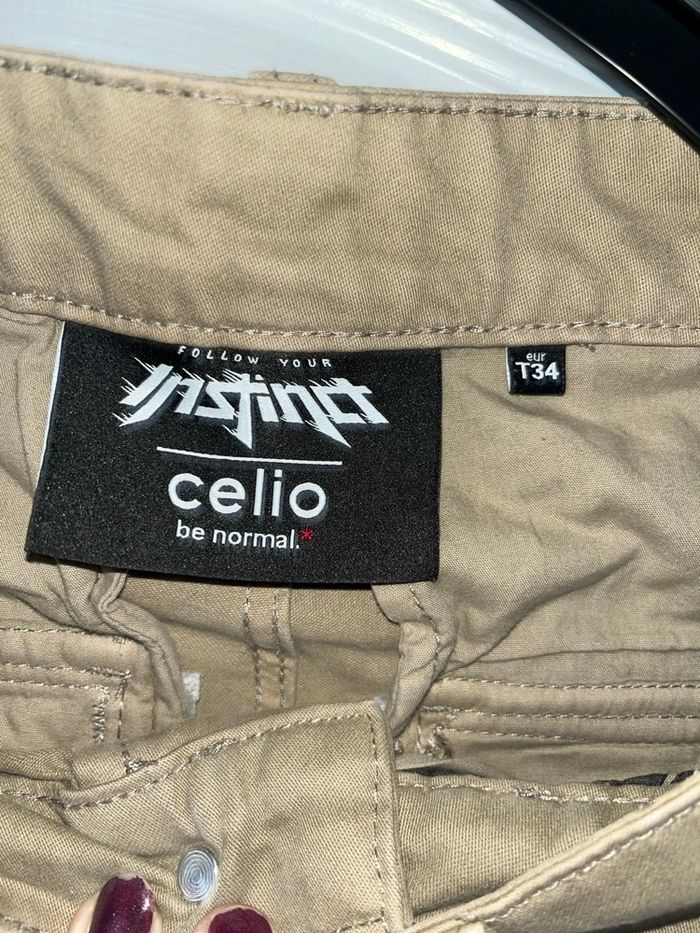 FOLLOW YOUR
Instinct
celio
be normal.*
eur
T34